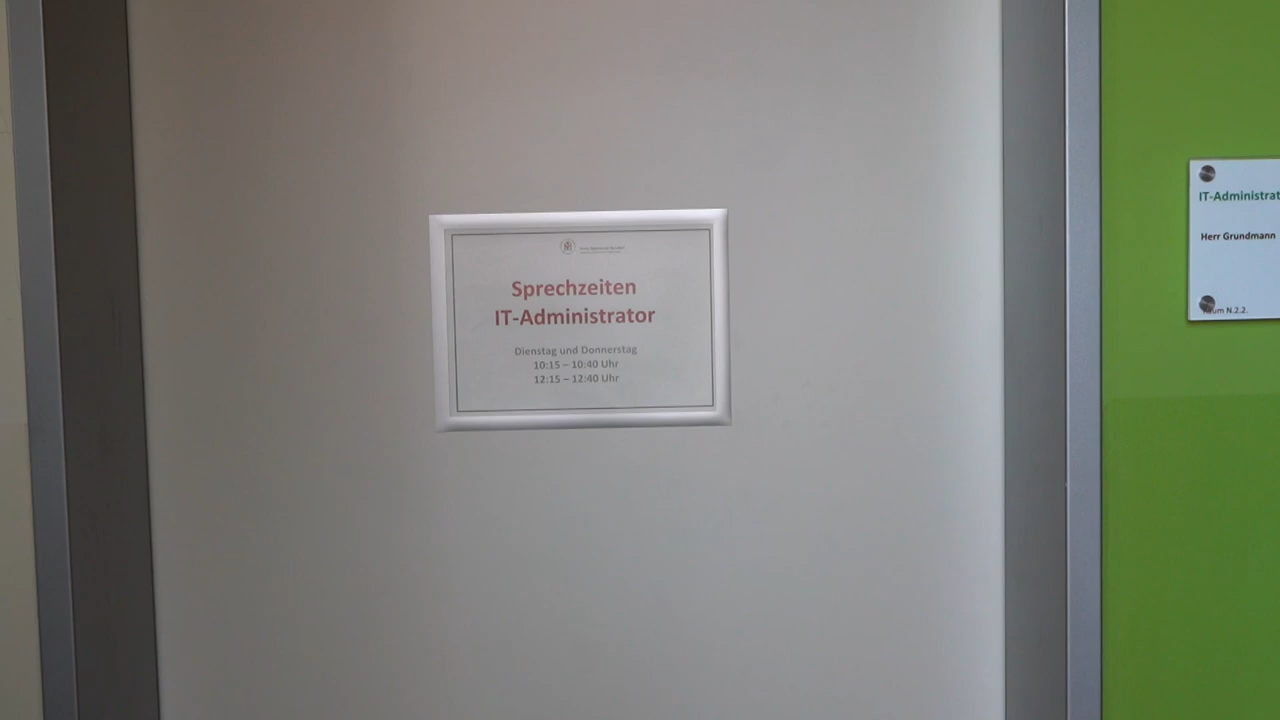 Sprechzeiten
IT-Administrator
Dienstag und Donnerstag
10:15 – 10:40 Uhr
12:15 – 12:40 Uhr
IT-Administrat
Herr Grundmann
N.2.2.